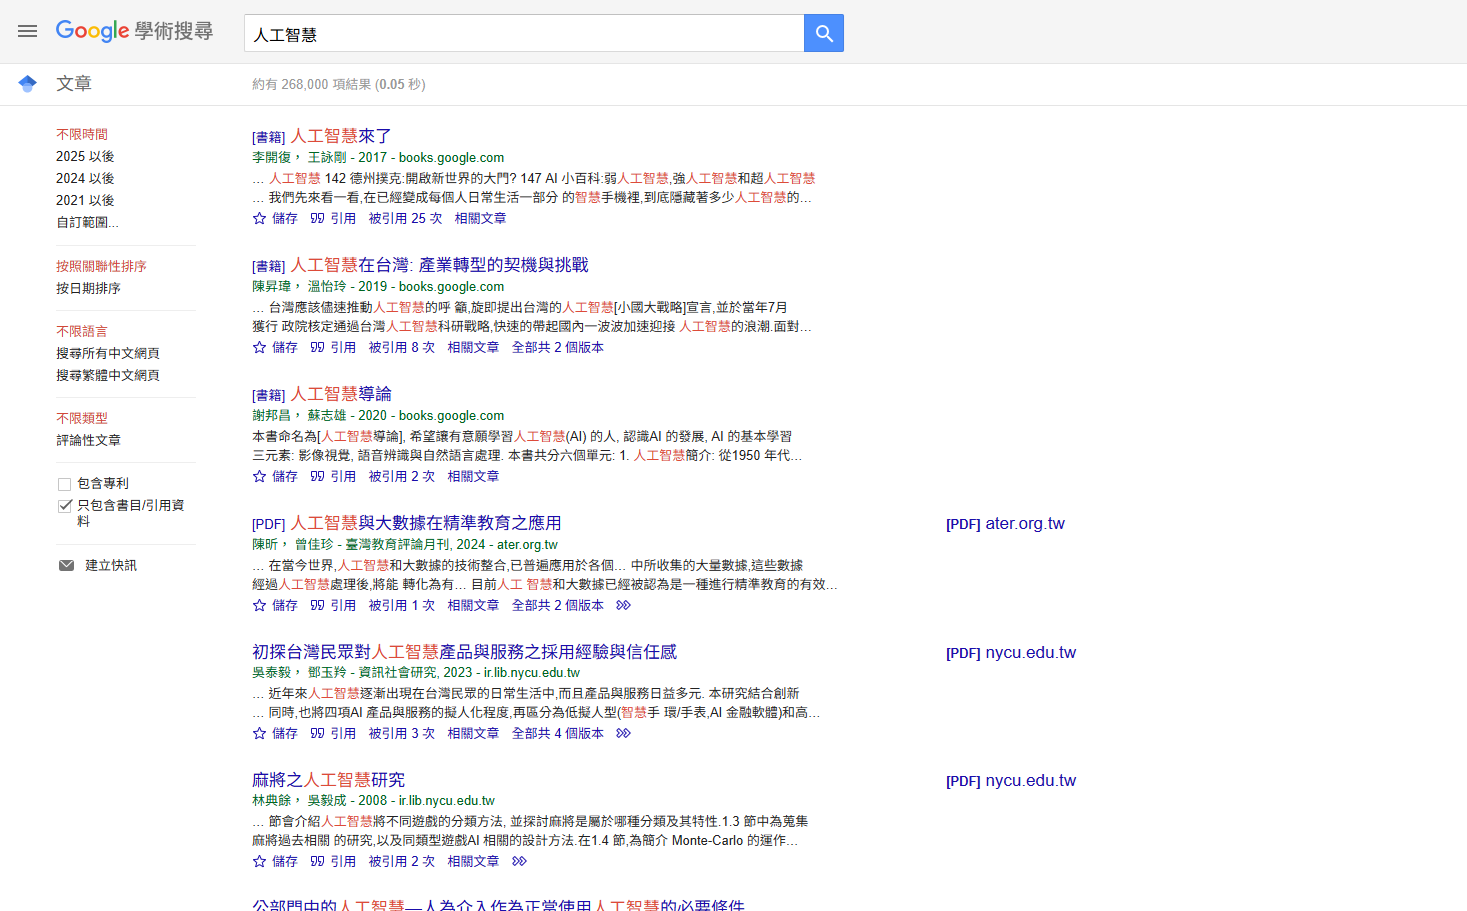 Google 學術搜尋
人工智慧
文章
約有 268,000 項結果 (0.05 秒)
不限時間
2025 以後
2024 以後
2021 以後
自訂範圍...
按照關聯性排序
按日期排序
不限語言
搜尋所有中文網頁
搜尋繁體中文網頁
不限類型
評論性文章
包含專利
只包含書目/引用資
料
建立快訊
[書籍] 人工智慧來了
李開復, 王詠剛 - 2017 - books.google.com
… 人工智慧 142 德州撲克:開啟新世界的大門? 147 AI 小百科:弱人工智慧,強人工智慧和超人工智慧
… 我們先來看一看,在已經變成每個人日常生活一部分 的智慧手機裡,到底隱藏著多少人工智慧的…
儲存 引用 被引用 25 次 相關文章
[書籍] 人工智慧在台灣: 產業轉型的契機與挑戰
陳昇瑋, 溫怡玲 - 2019 - books.google.com
… 台灣應該儘速推動人工智慧的呼 籲,旋即提出台灣的人工智慧[小國大戰略]宣言,並於當年7月
獲行 政院核定通過台灣人工智慧科研戰略,快速的帶起國內一波波加速迎接 人工智慧的浪潮.面對…
儲存 引用 被引用 8 次 相關文章 全部共 2 個版本
[書籍] 人工智慧導論
謝邦昌, 蘇志雄 - 2020 - books.google.com
本書命名為[人工智慧導論], 希望讓有意願學習人工智慧(AI) 的人, 認識AI 的發展, AI 的基本學習
三元素: 影像視覺, 語音辨識與自然語言處理. 本書共分六個單元: 1. 人工智慧簡介: 從1950 年代…
儲存 引用 被引用 2 次 相關文章
[PDF] 人工智慧與大數據在精準教育之應用
[PDF] ater.org.tw
陳昕, 曾佳珍 - 臺灣教育評論月刊, 2024 - ater.org.tw
… 在當今世界,人工智慧和大數據的技術整合,已普遍應用於各個… 中所收集的大量數據,這些數據
經過人工智慧處理後,將能 轉化為有… 目前人工 智慧和大數據已經被認為是一種進行精準教育的有效…
儲存 引用 被引用 1 次 相關文章 全部共 2 個版本
初探台灣民眾對人工智慧產品與服務之採用經驗與信任感
[PDF] nycu.edu.tw
吳泰毅, 鄧玉羚 - 資訊社會研究, 2023 - ir.lib.nycu.edu.tw
… 近年來人工智慧逐漸出現在台灣民眾的日常生活中,而且產品與服務日益多元. 本研究結合創新
… 同時,也將四項AI 產品與服務的擬人化程度,再區分為低擬人型(智慧手 環/手表,AI 金融軟體)和高…
儲存 引用 被引用 3 次 相關文章 全部共 4 個版本
麻將之人工智慧研究
[PDF] nycu.edu.tw
林典餘, 吳毅成 - 2008 - ir.lib.nycu.edu.tw
… 節會介紹人工智慧將不同遊戲的分類方法, 並探討麻將是屬於哪種分類及其特性.1.3 節中為蒐集
麻將過去相關 的研究,以及同類型遊戲AI 相關的設計方法.在1.4 節,為簡介 Monte-Carlo 的運作…
儲存 引用 被引用 2 次 相關文章
公部門中的人工智慧—人為介入作為正當使用人工智慧的必要條件